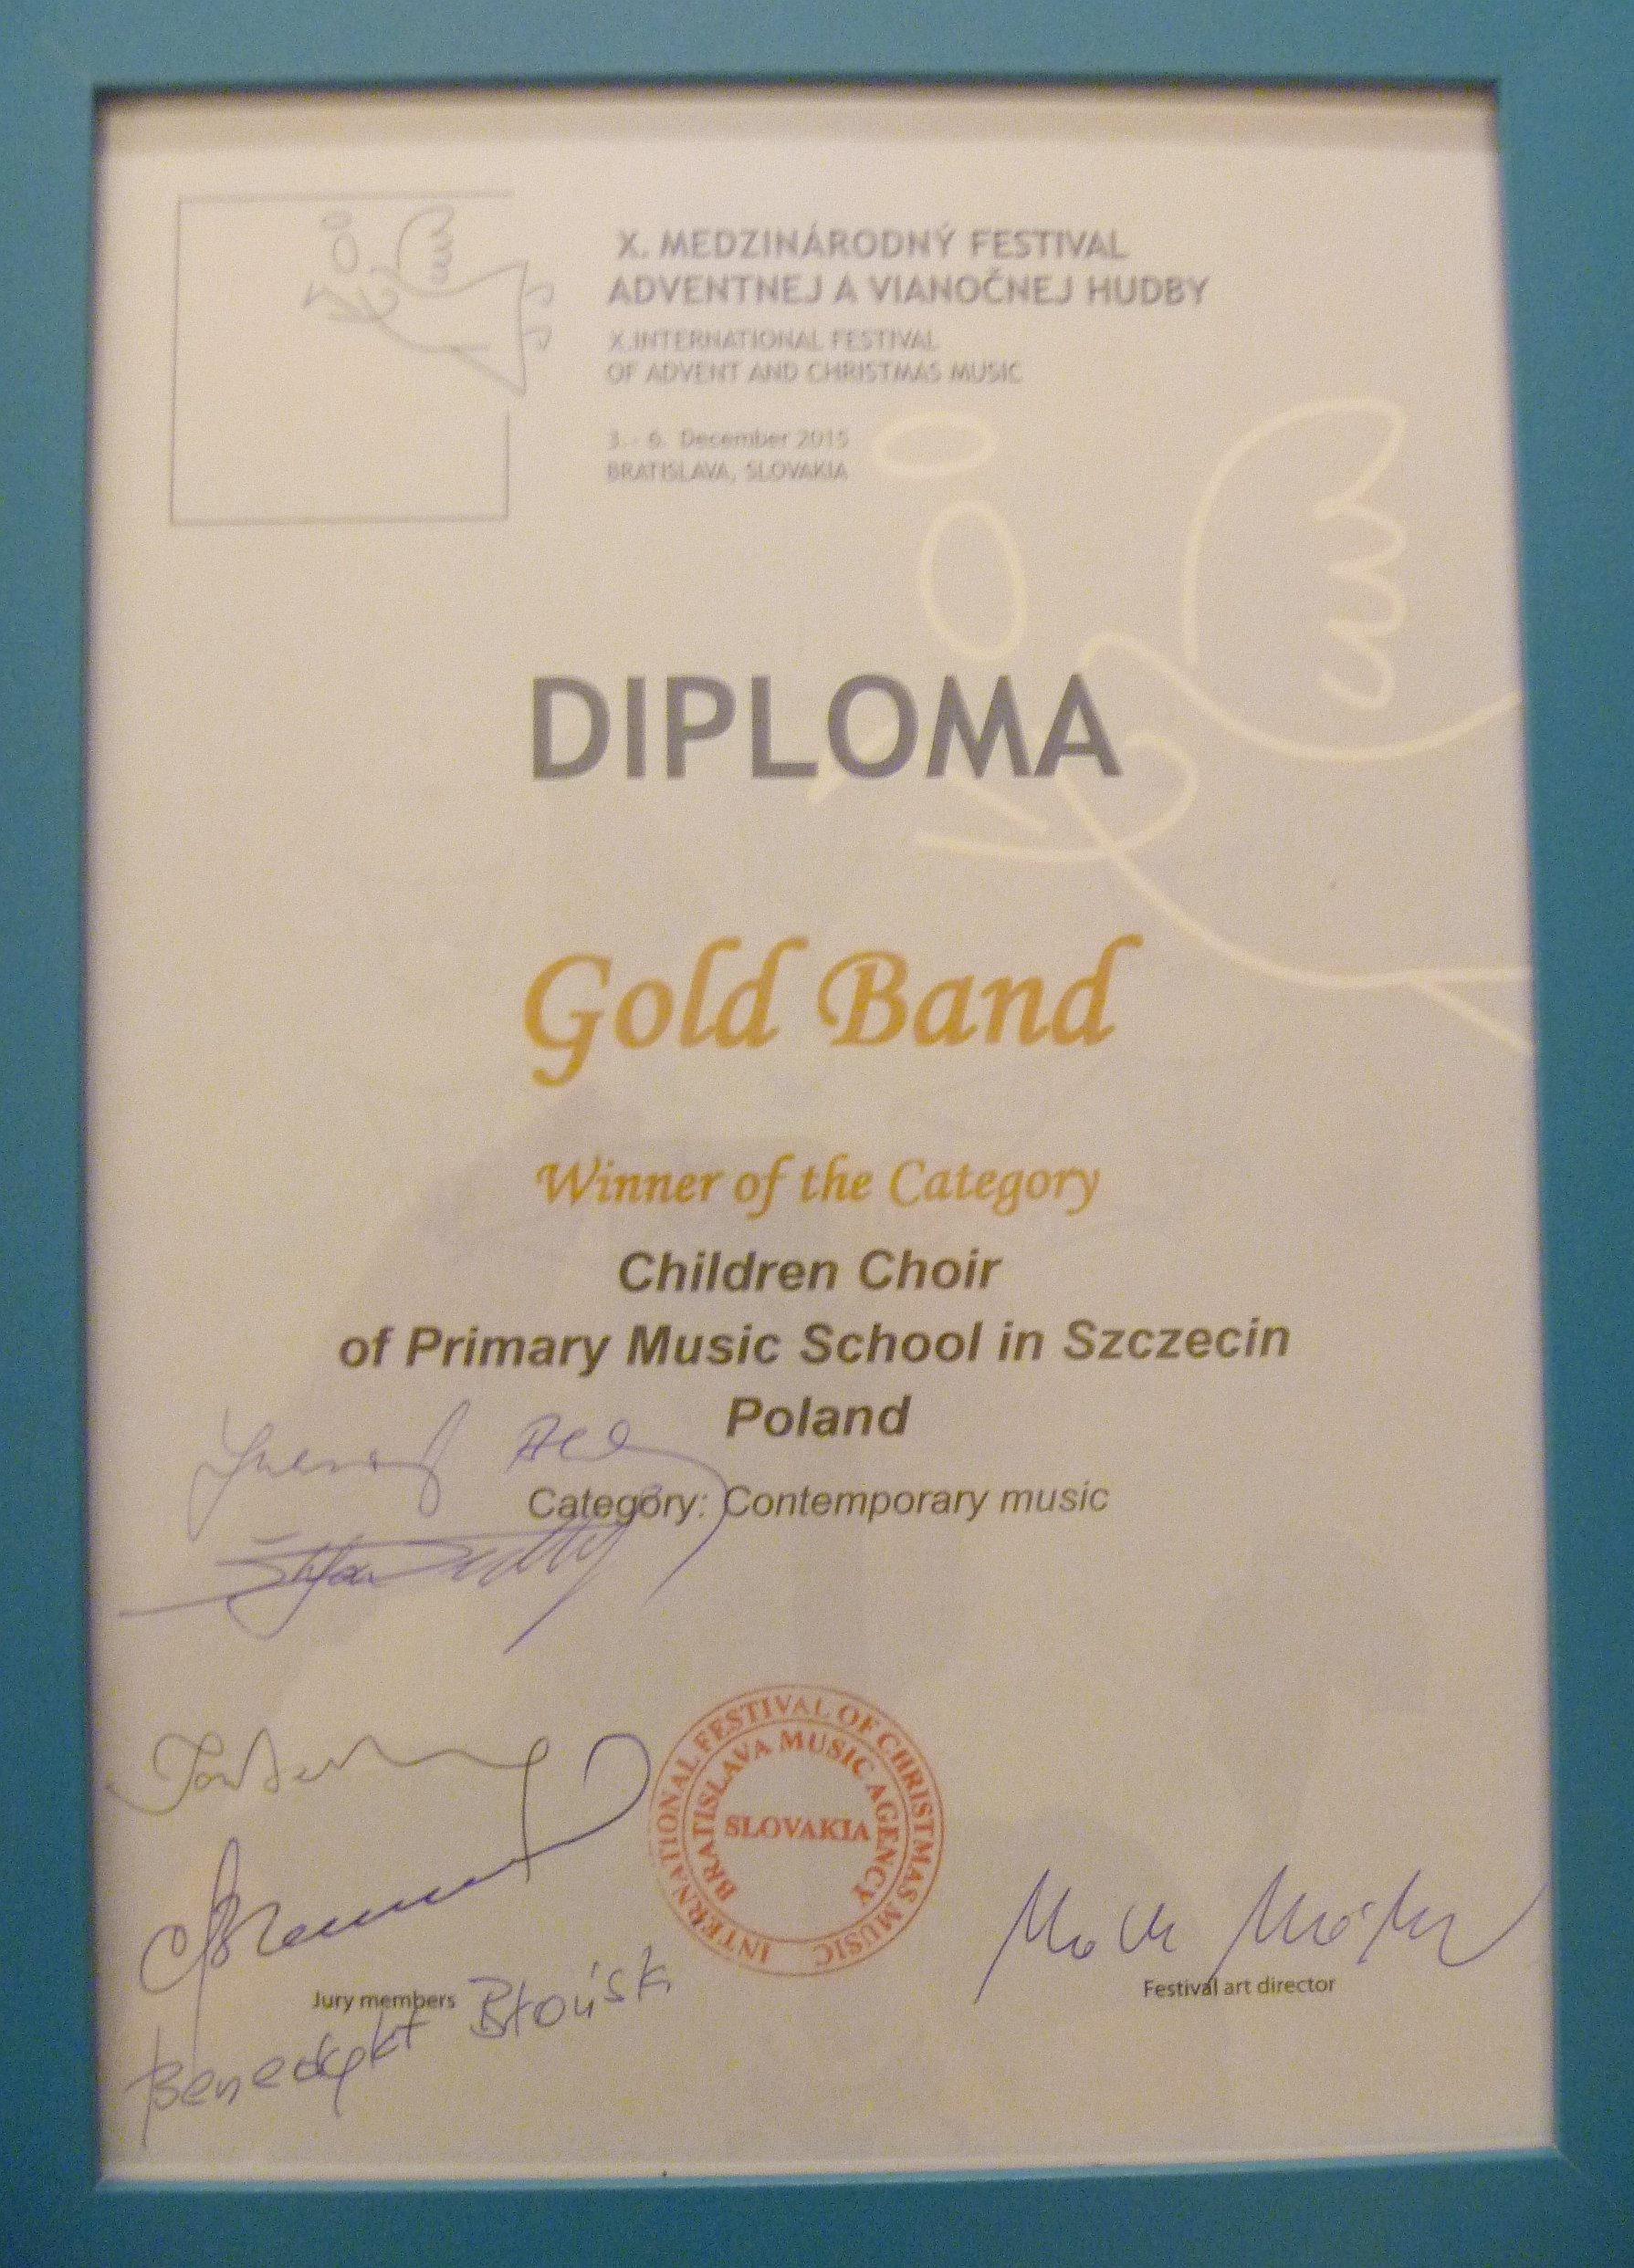 X. MEDZINÁRODNÝ FESTIVAL
ADVENTNEJ A VIANOČNEJ HUDBY
X.INTERNATIONAL FESTIVAL
OF ADVENT AND CHRISTMAS MUSIC
3. - 6. December 2015
BRATISLAVA, SLOVAKIA
DIPLOMA
Gold Band
Winner of the Category
Children Choir
of Primary Music School in Szczecin
Poland
Category: Contemporary music
INTERNATIONAL FESTIVAL OF CHRISTMAS MUSIC
BRATISLAVA MUSIC AGENCY
SLOVAKIA
Jury members
Festival art director
Benedykt